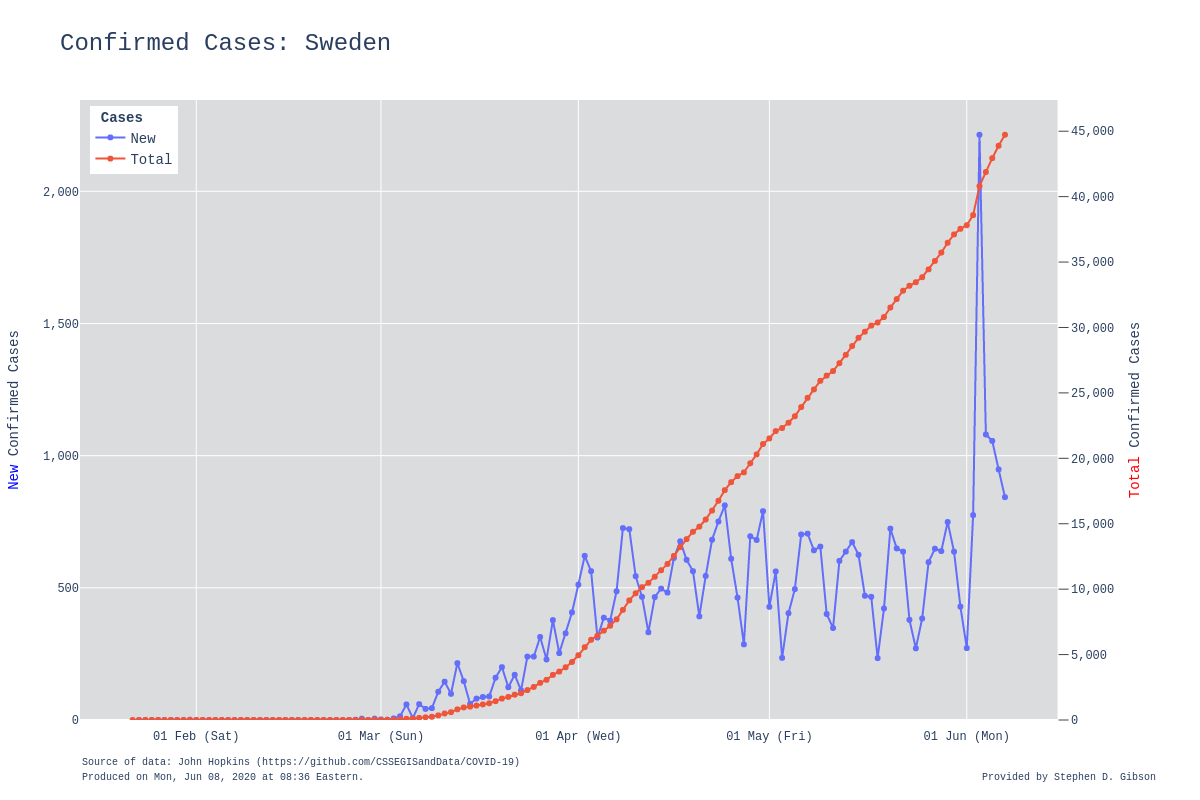 Confirmed Cases: Sweden
Cases
New
Total
2,000
1,500
1,000
500
0
New Confirmed Cases
45,000
40,000
35,000
30,000
25,000
20,000
15,000
10,000
5,000
0
Total Confirmed Cases
01 Feb (Sat)
01 Mar (Sun)
01 Apr (Wed)
01 May (Fri)
01 Jun (Mon)
Source of data: John Hopkins (https://github.com/CSSEGISandData/COVID-19)
Produced on Mon, Jun 08, 2020 at 08:36 Eastern.
Provided by Stephen D. Gibson